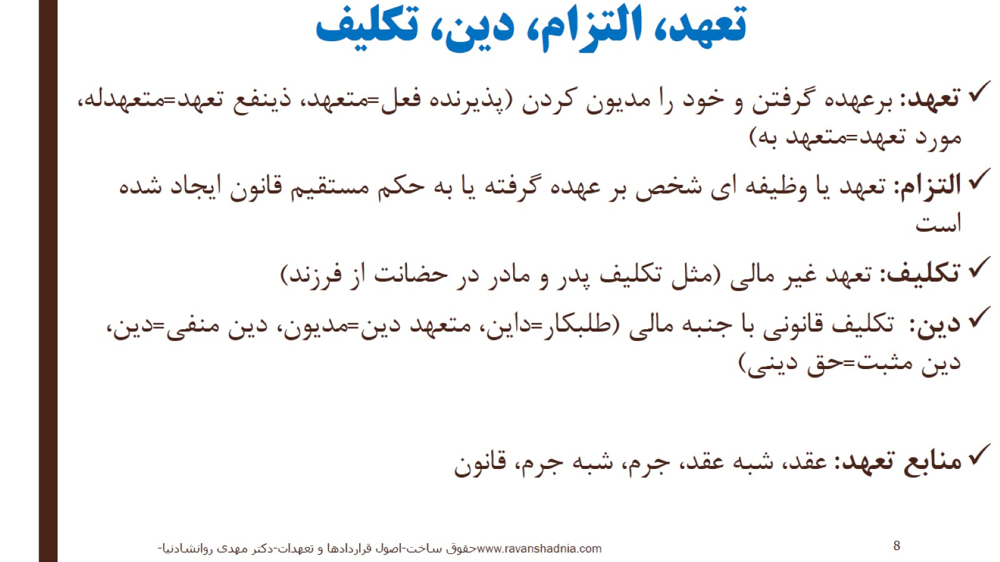 تعهد، التزام، دین، تکلیف
✓ تعهد: برعهده گرفتن و خود را مدیون کردن (پذیرنده فعل=متعهد، ذینفع تعهد=متعهدله،
مورد تعهد=متعهد به)
✓ التزام: تعهد یا وظیفه ای شخص بر عهده گرفته یا به حکم مستقیم قانون ایجاد شده
است
✓ تکلیف: تعهد غیر مالی (مثل تکلیف پدر و مادر در حضانت از فرزند)
✓ دین: تکلیف قانونی با جنبه مالی (طلبکار=داین، متعهد دین=مدیون، دین منفی=دین،
دین مثبت=حق دینی)
✓ منابع تعهد: عقد، شبه عقد، جرم، شبه جرم، قانون
www.ravanshadnia.comحقوق ساخت-اصول قراردادها و تعهدات-دکتر مهدی روانشادنیا-
8